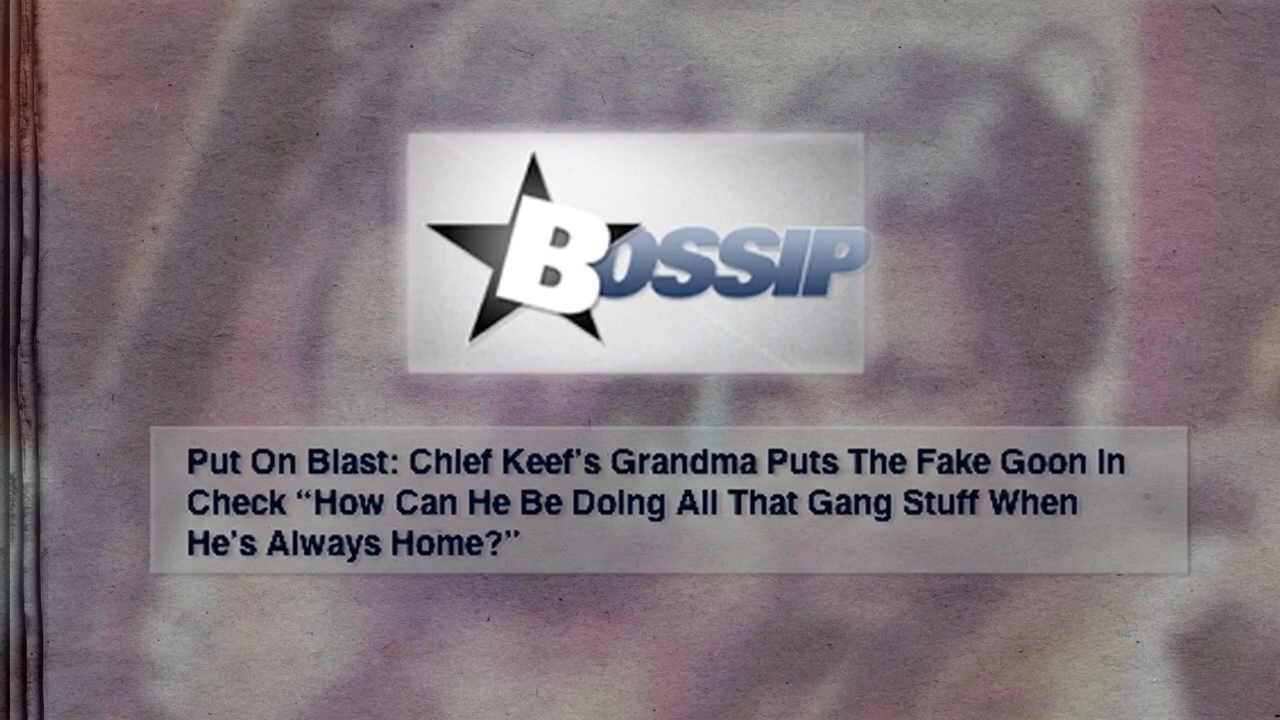 BOSSIP
Put On Blast: Chief Keef's Grandma Puts The Fake Goon In
Check “How Can He Be Doing All That Gang Stuff When
He's Always Home?”